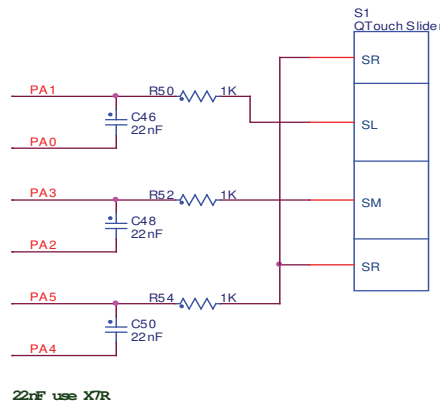 S1
QTouch Slider
SR
PA1
R50
1K
C46
22nF
SL
PA0
PA3
R52
1K
SM
C48
22nF
PA2
SR
PA5
R54
1K
C50
22nF
PA4
22nF use X7R